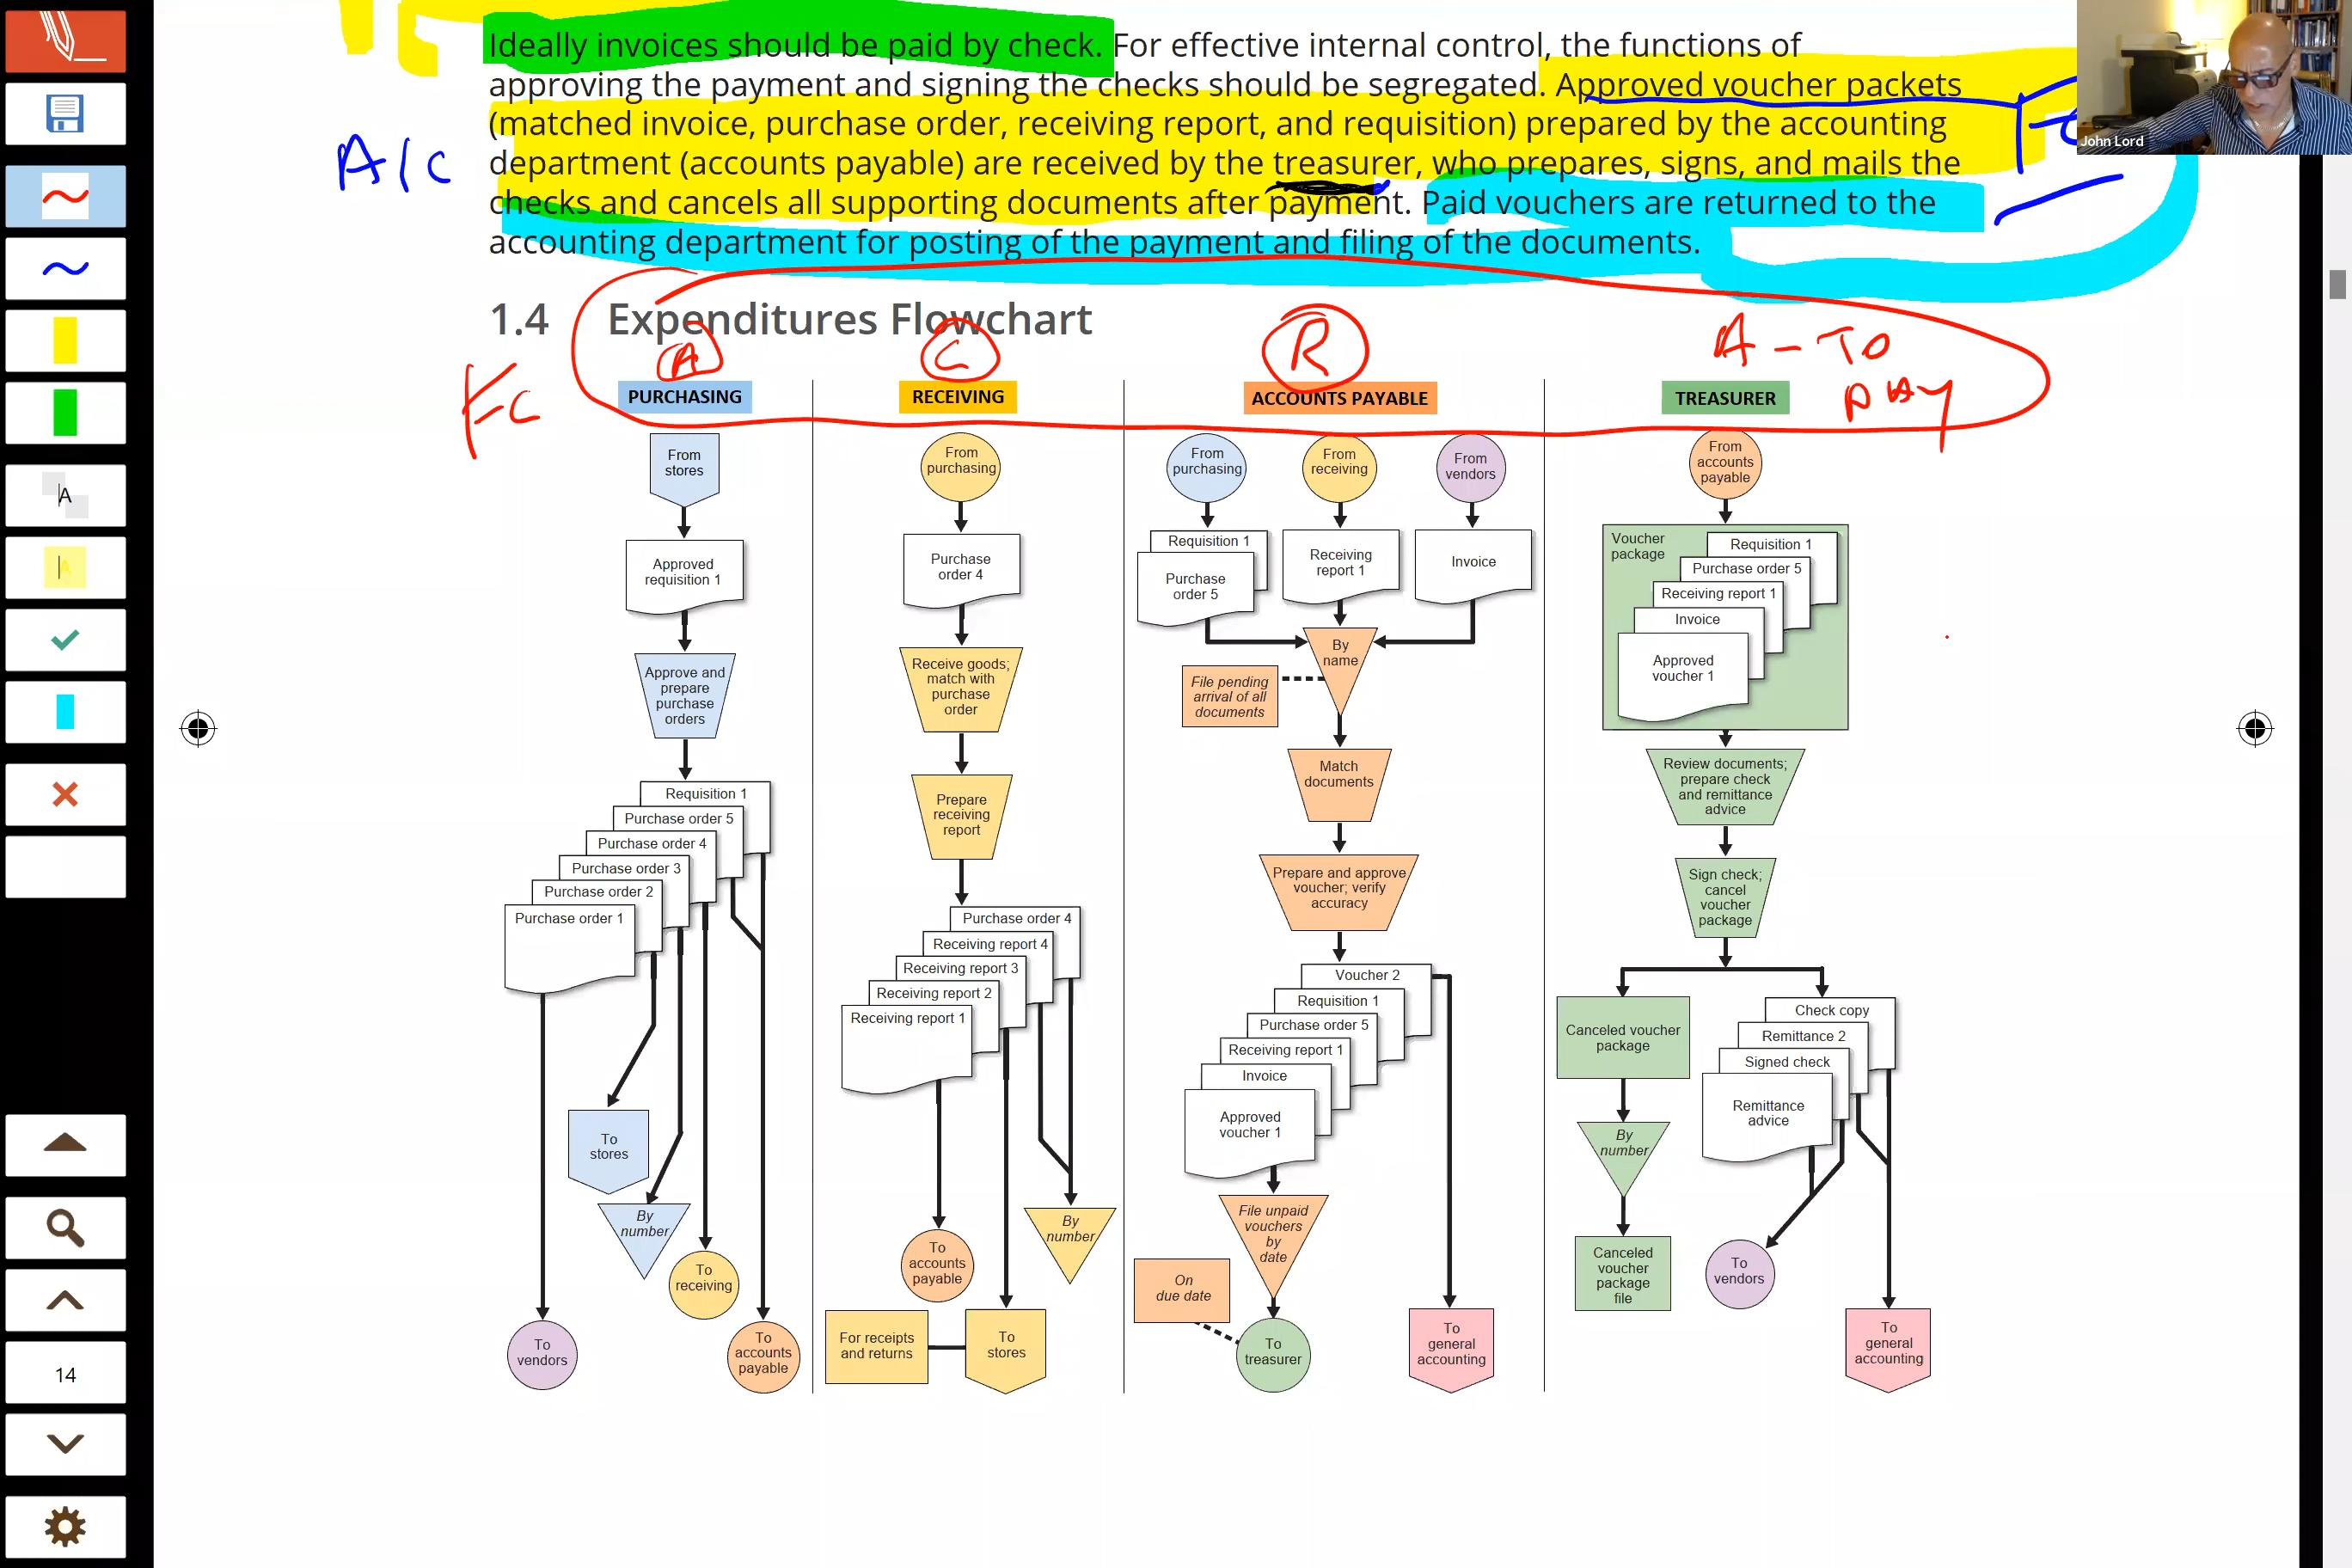 Ideally invoices should be paid by check. For effective internal control, the functions of
approving the payment and signing the checks should be segregated. Approved voucher packets
(matched invoice, purchase order, receiving report, and requisition) prepared by the accounting
department (accounts payable) are received by the treasurer, who prepares, signs, and mails the
checks and cancels all supporting documents after payment. Paid vouchers are returned to the
accounting department for posting of the payment and filing of the documents.
John Lord
A/C
1.4 Expenditures Flowchart
A
C
R
A - To
PAY
PURCHASING
RECEIVING
ACCOUNTS PAYABLE
TREASURER
From
stores
Approved
requisition 1
Approve and
prepare
purchase
orders
Requisition 1
Purchase order 5
Purchase order 4
Purchase order 3
Purchase order 2
Purchase order 1
To
stores
By
number
To
receiving
To
vendors
To
accounts
payable
From
purchasing
Purchase
order 4
Receive goods;
match with
purchase
order
Prepare
receiving
report
Purchase order 4
Receiving report 4
Receiving report 3
Receiving report 2
Receiving report 1
To
accounts
payable
By
number
For receipts
and returns
To
stores
From
purchasing
From
receiving
From
vendors
Requisition 1
Purchase
order 5
Receiving
report 1
Invoice
By
name
File pending
arrival of all
documents
Match
documents
Prepare and approve
voucher; verify
accuracy
Voucher 2
Requisition 1
Purchase order 5
Receiving report 1
Invoice
Approved
voucher 1
File unpaid
vouchers
by
date
On
due date
To
treasurer
To
general
accounting
From
accounts
payable
Voucher
package
Requisition 1
Purchase order 5
Receiving report 1
Invoice
Approved
voucher 1
Review documents;
prepare check
and remittance
advice
Sign check;
cancel
voucher
package
Canceled voucher
package
By
number
Canceled
voucher
package
file
Check copy
Remittance 2
Signed check
Remittance
advice
To
vendors
To
general
accounting
A
A
14